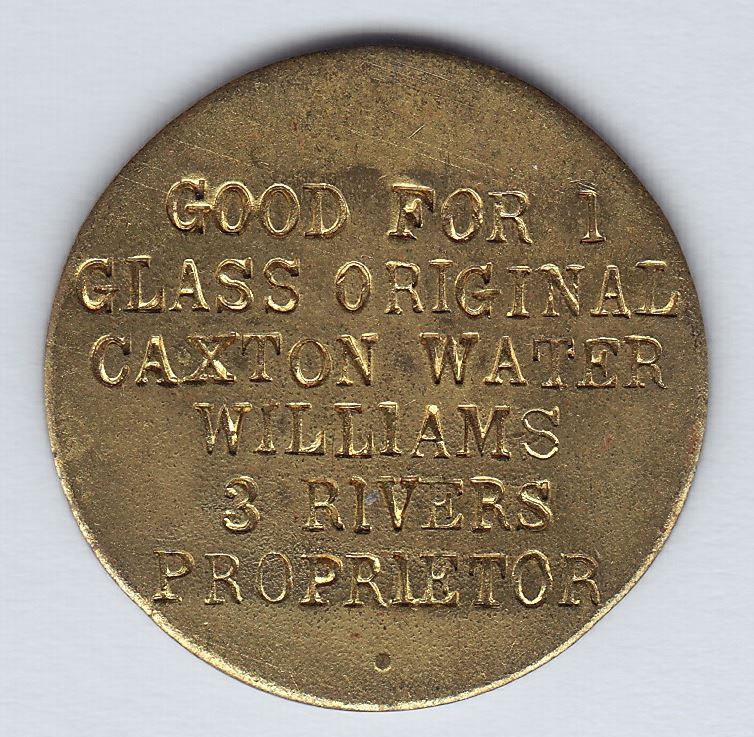 GOOD FOR 1
GLASS ORIGINAL
CAXTON WATER
WILLIAMS
3 RIVERS
PROPRIETOR